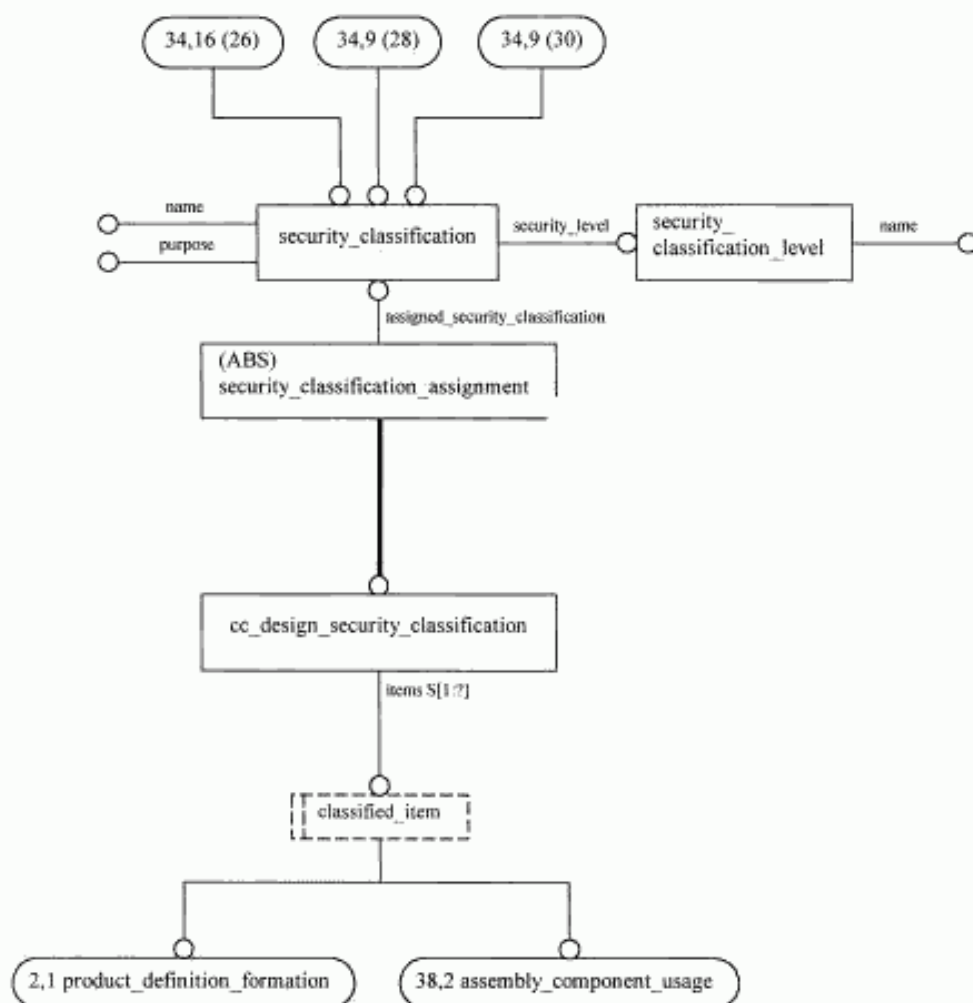 34,16 (26)
34,9 (28)
34,9 (30)
name
purpose
security_classification
security_level
security_
classification_level
name
assigned_security_classification
(ABS)
security_classification_assignment
cc_design_security_classification
items S[1:?]
classified_item
2,1 product_definition_formation
38,2 assembly_component_usage